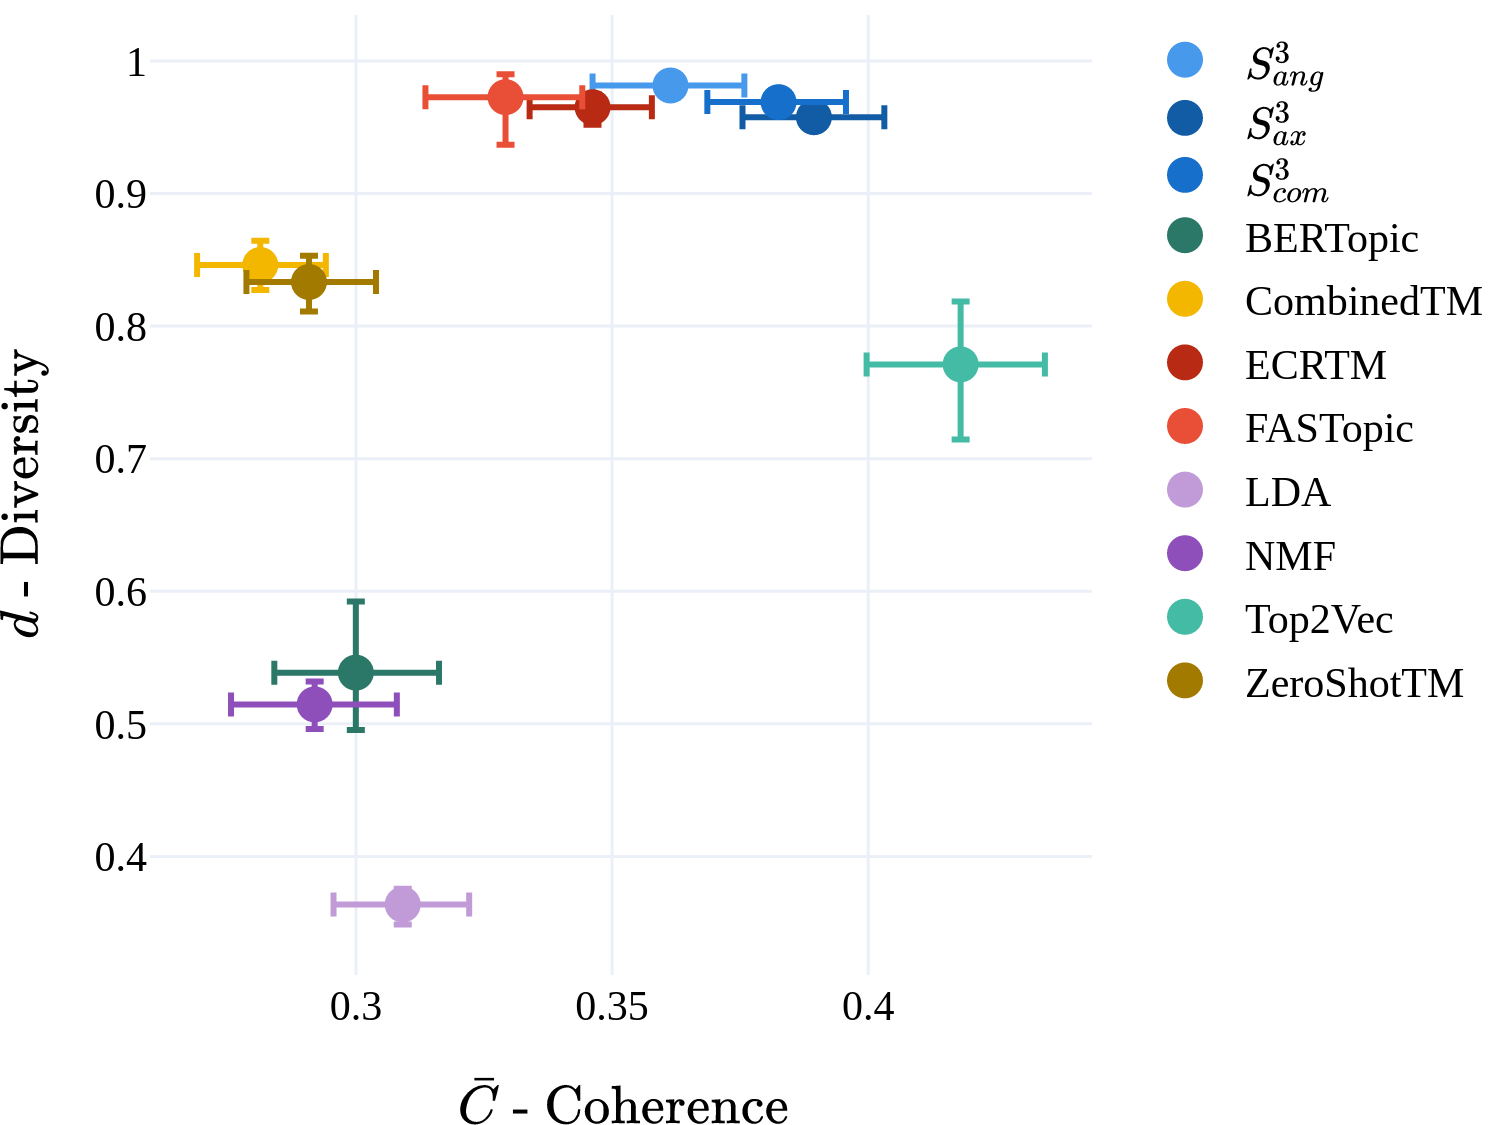 1
0.9
0.8
0.7
0.6
0.5
0.4
d - Diversity
0.3 0.35 0.4
C̄ - Coherence
S³ang
S³ax
S³com
BERTopic
CombinedTM
ECRTM
FASTopic
LDA
NMF
Top2Vec
ZeroShotTM